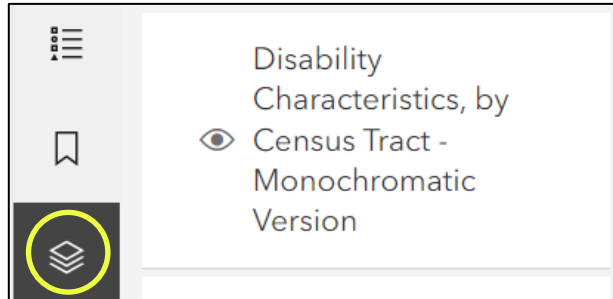 Disability
Characteristics, by
Census Tract -
Monochromatic
Version